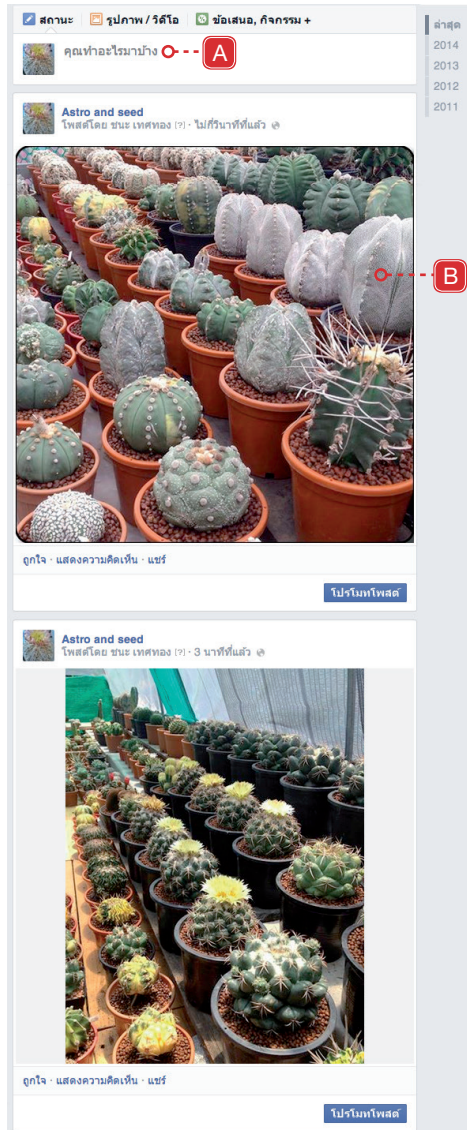 สถานะ รูปภาพ / วิดีโอ ข้อเสนอ, กิจกรรม +
คุณทำอะไรมาบ้าง A
ล่าสุด
2014
2013
2012
2011
Astro and seed
โพสต์โดย ชนะ เทศทอง [?] · ไม่กี่วินาทีที่แล้ว
B
ถูกใจ · แสดงความคิดเห็น · แชร์
โปรโมทโพสต์
Astro and seed
โพสต์โดย ชนะ เทศทอง [?] · 3 นาทีที่แล้ว
ถูกใจ · แสดงความคิดเห็น · แชร์
โปรโมทโพสต์